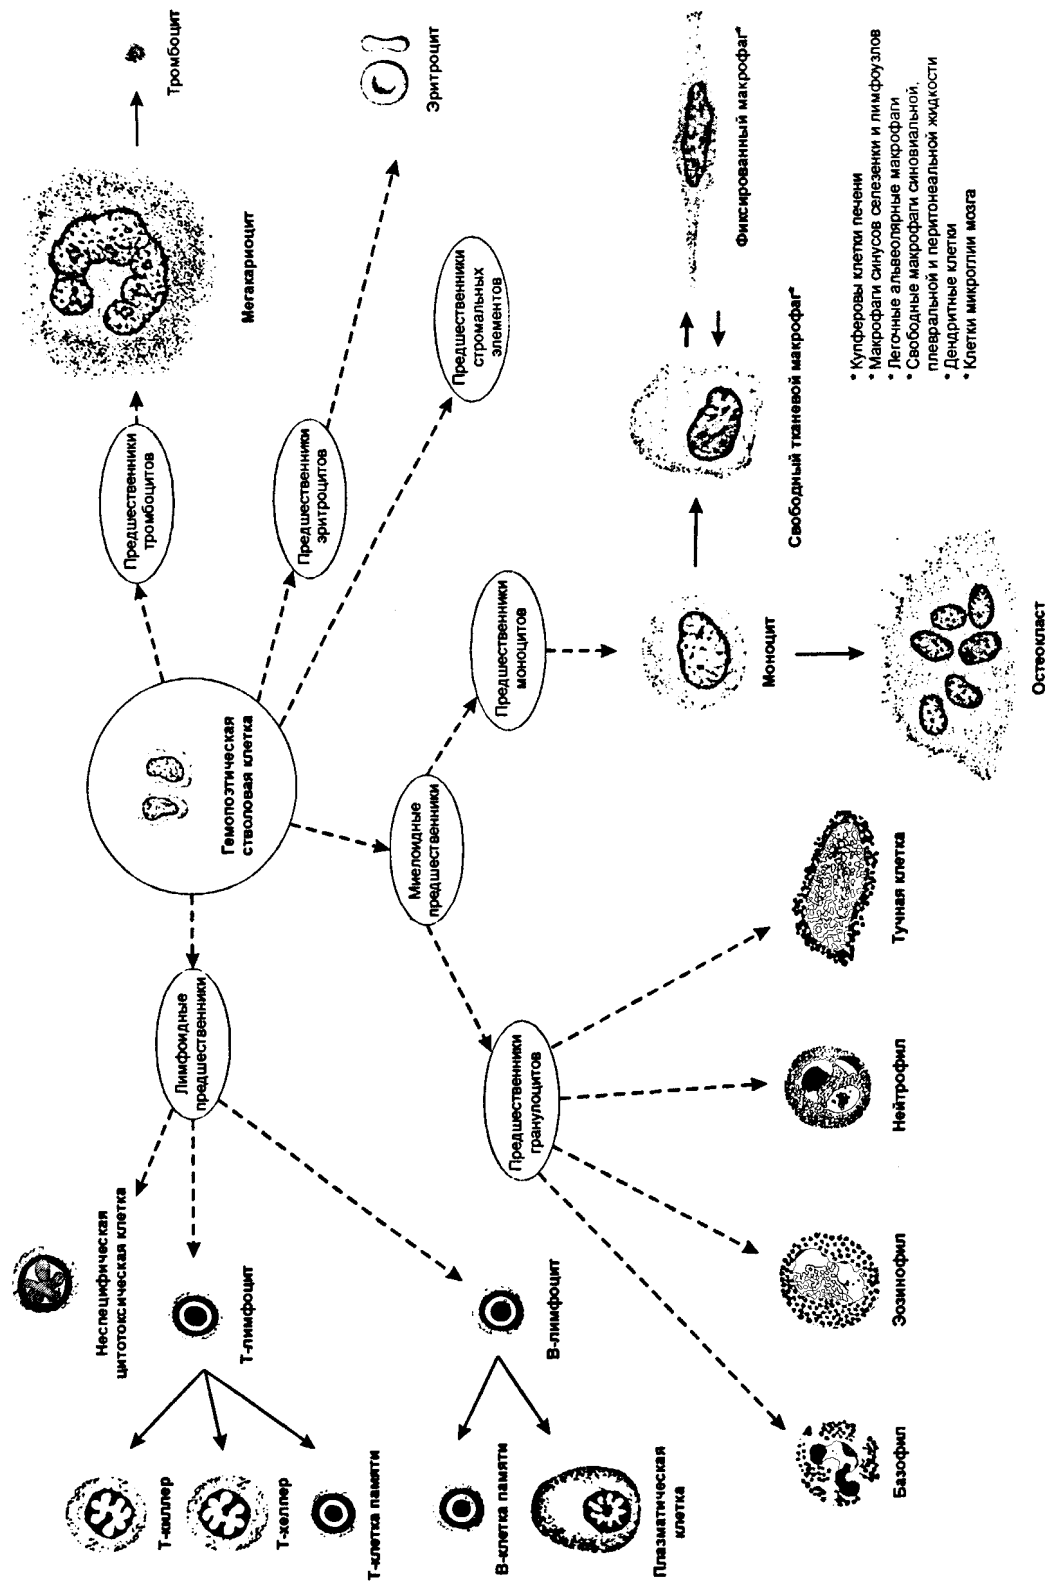 Неспецифическая
цитотоксическая клетка
Т-киллер
Т-хелпер
Т-лимфоцит
Т-клетка памяти
В-клетка памяти
В-лимфоцит
Плазматическая
клетка
Лимфоидные
предшественники
Гемопоэтическая
стволовая клетка
Предшественники
тромбоцитов
Мегакариоцит
Тромбоцит
Предшественники
эритроцитов
Эритроцит
Предшественники
стромальных
элементов
Миелоидные
предшественники
Предшественники
моноцитов
Предшественники
гранулоцитов
Базофил
Эозинофил
Нейтрофил
Тучная клетка
Моноцит
Остеокласт
Свободный тканевой макрофаг*
Фиксированный макрофаг*
* Купферовы клетки печени
* Макрофаги синусов селезенки и лимфоузлов
* Легочные альвеолярные макрофаги
* Свободные макрофаги синовиальной,
плевральной и перитонеальной жидкости
* Дендритные клетки
* Клетки микроглии мозга